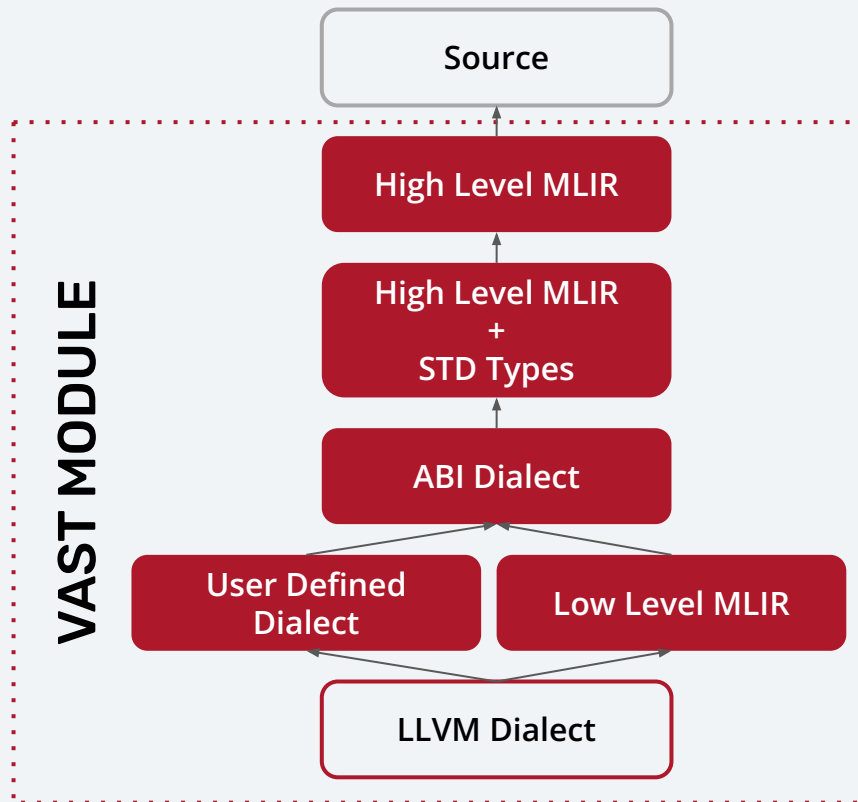 Source
High Level MLIR
High Level MLIR
+
STD Types
ABI Dialect
User Defined
Dialect
Low Level MLIR
LLVM Dialect
VAST MODULE